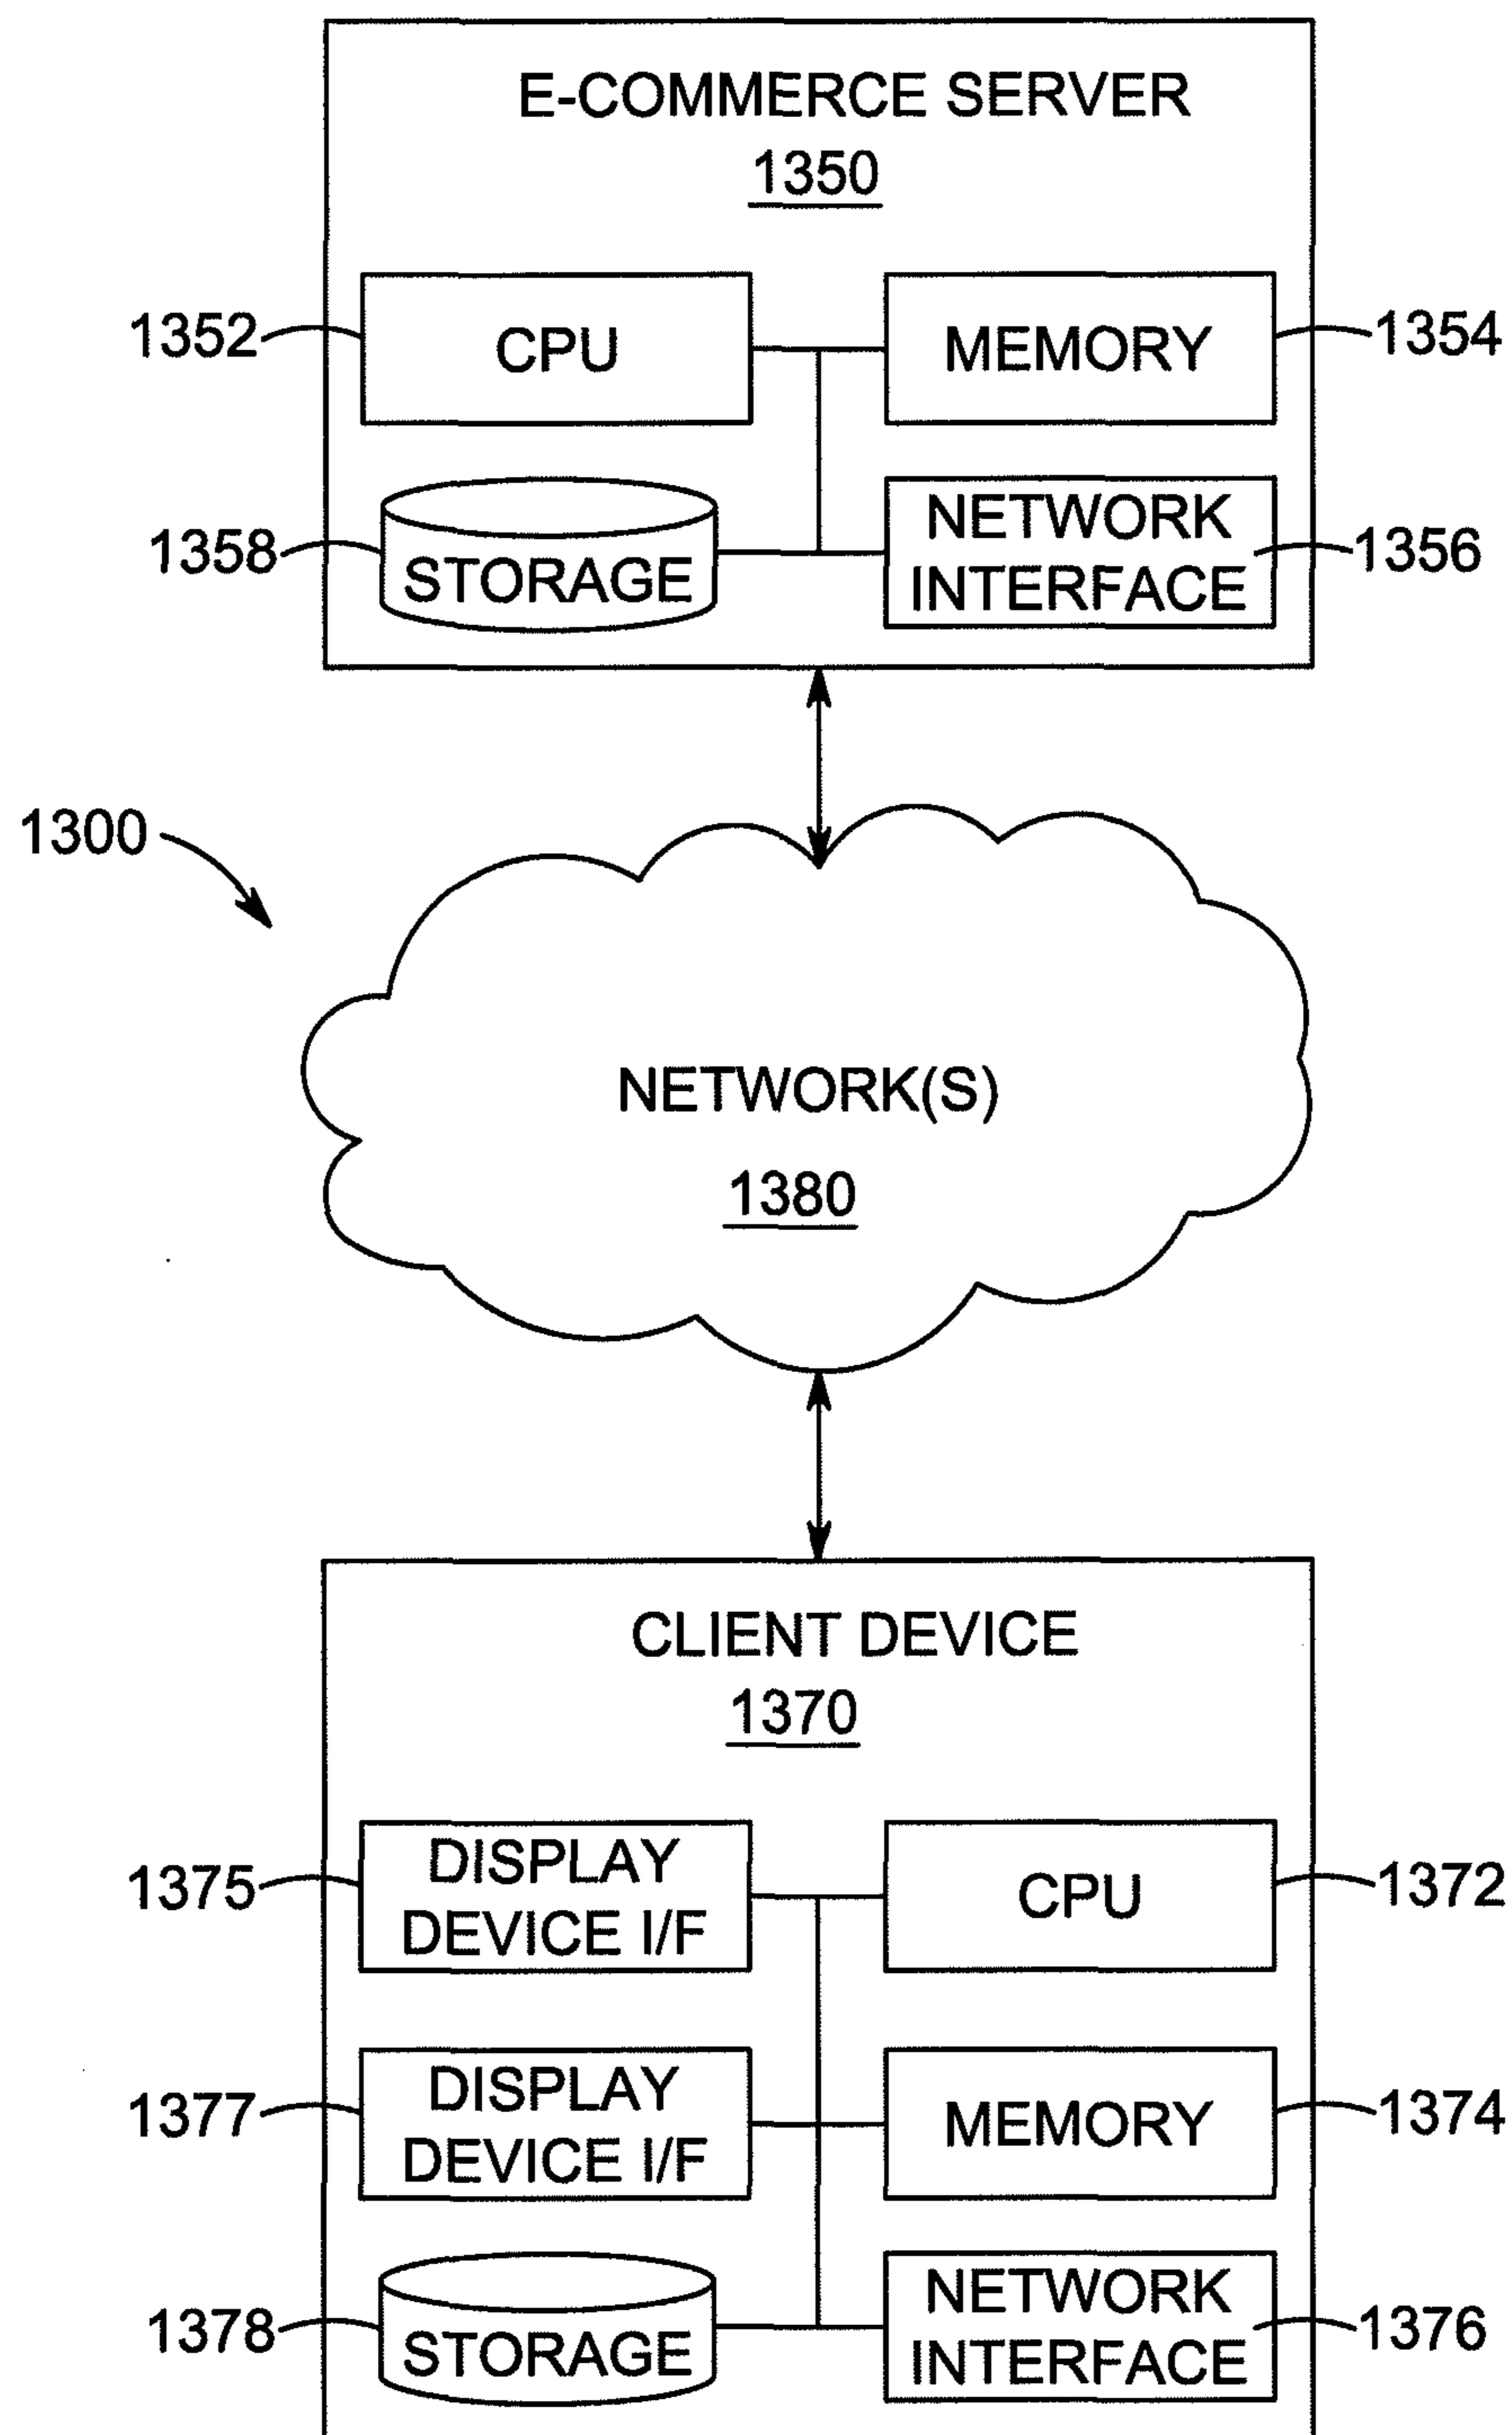 E-COMMERCE SERVER
1350
1352
CPU
MEMORY
1354
1358
STORAGE
NETWORK
INTERFACE
1356
1300
NETWORK(S)
1380
CLIENT DEVICE
1370
1375
DISPLAY
DEVICE I/F
CPU
1372
1377
DISPLAY
DEVICE I/F
MEMORY
1374
1378
STORAGE
NETWORK
INTERFACE
1376